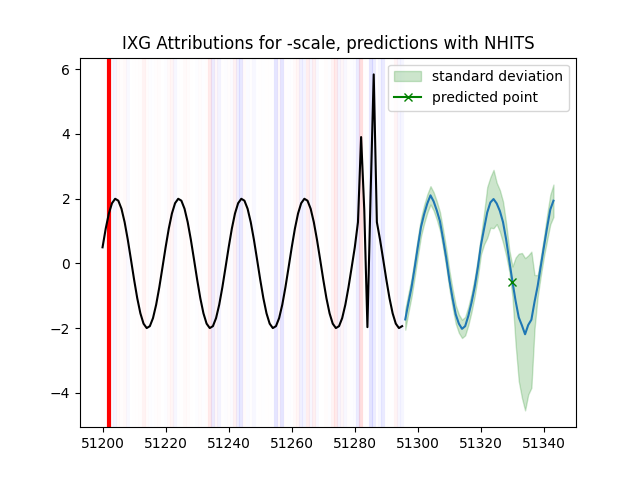 IXG Attributions for -scale, predictions with NHITS
standard deviation
predicted point
6
4
2
0
−2
−4
51200 51220 51240 51260 51280 51300 51320 51340